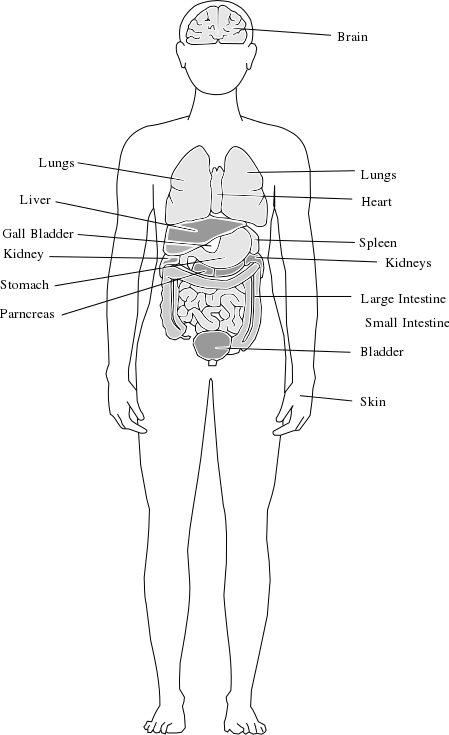 Brain
Lungs
Lungs
Liver
Heart
Gall Bladder
Spleen
Kidney
Kidneys
Stomach
Large Intestine
Parncreas
Small Intestine
Bladder
Skin